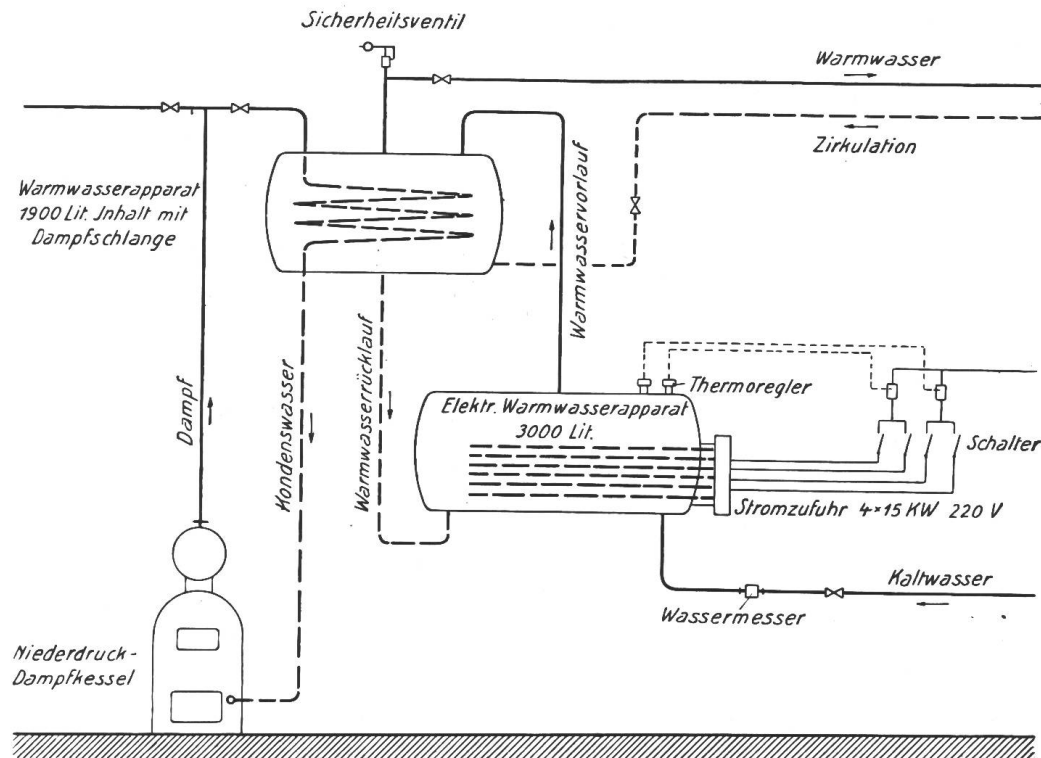 Sicherheitsventil
Warmwasser
Zirkulation
Warmwasserapparat
1900 Lit. Jnhalt mit
Dampfschlange
Warmwasservorlauf
Warmwasserrücklauf
Kondenswasser
Dampf
Thermoregler
Elektr. Warmwasserapparat
3000 Lit.
Schalter
Stromzufuhr 4×15 KW 220 V
Kaltwasser
Wassermesser
Niederdruck-
Dampfkessel